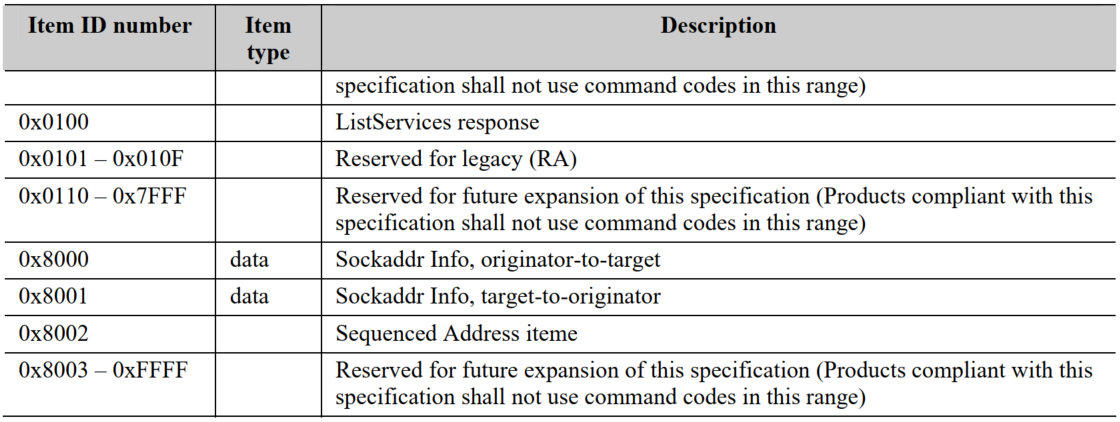 Item ID number Item type Description
specification shall not use command codes in this range)
0x0100 ListServices response
0x0101 – 0x010F Reserved for legacy (RA)
0x0110 – 0x7FFF Reserved for future expansion of this specification (Products compliant with this
specification shall not use command codes in this range)
0x8000 data Sockaddr Info, originator-to-target
0x8001 data Sockaddr Info, target-to-originator
0x8002 Sequenced Address iteme
0x8003 – 0xFFFF Reserved for future expansion of this specification (Products compliant with this
specification shall not use command codes in this range)